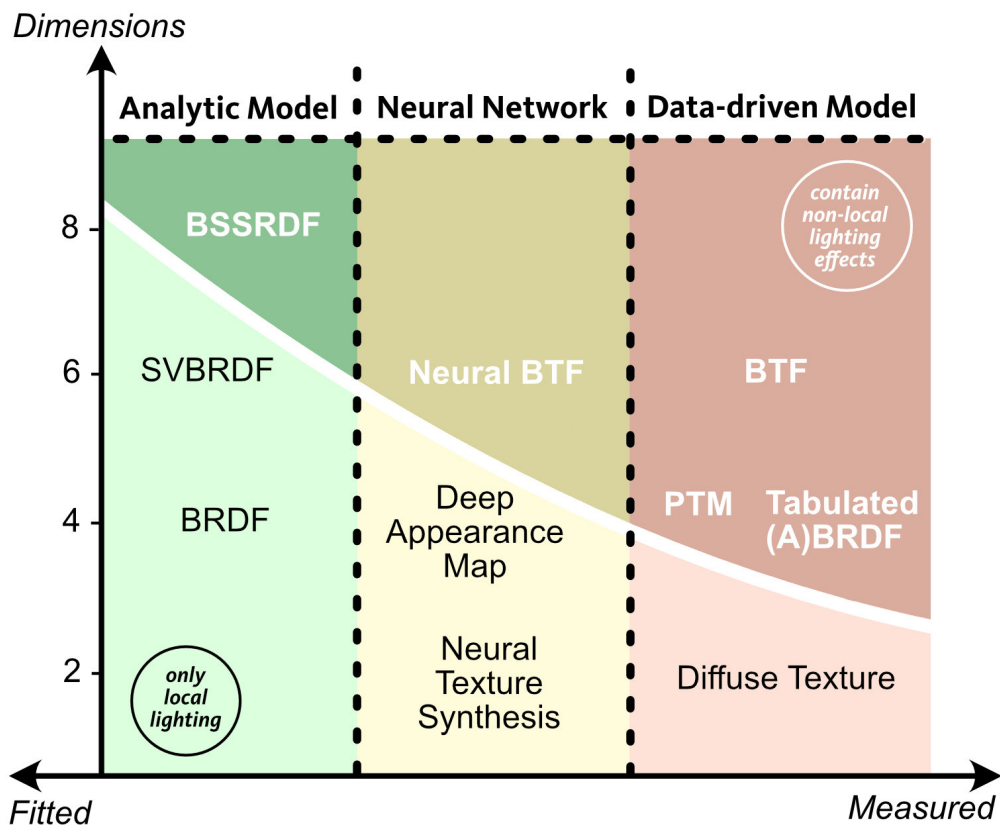 Dimensions
Analytic Model
Neural Network
Data-driven Model
contain
non-local
lighting
effects
8
BSSRDF
6
SVBRDF
Neural BTF
BTF
4
BRDF
Deep
Appearance
Map
PTM
Tabulated
(A)BRDF
2
only
local
lighting
Neural
Texture
Synthesis
Diffuse Texture
Fitted
Measured